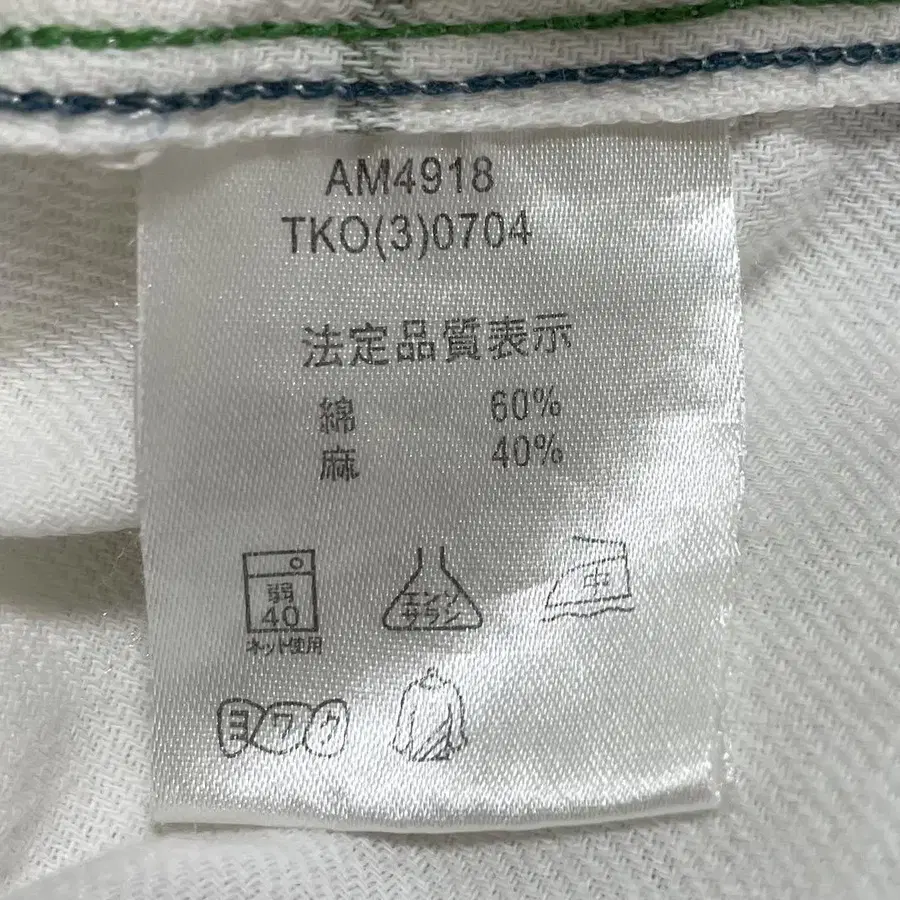 AM4918
TKO(3)0704
法定品質表示
綿 60%
麻 40%
弱
40
ネット使用
エンソ
サラシ
中
ヨワク